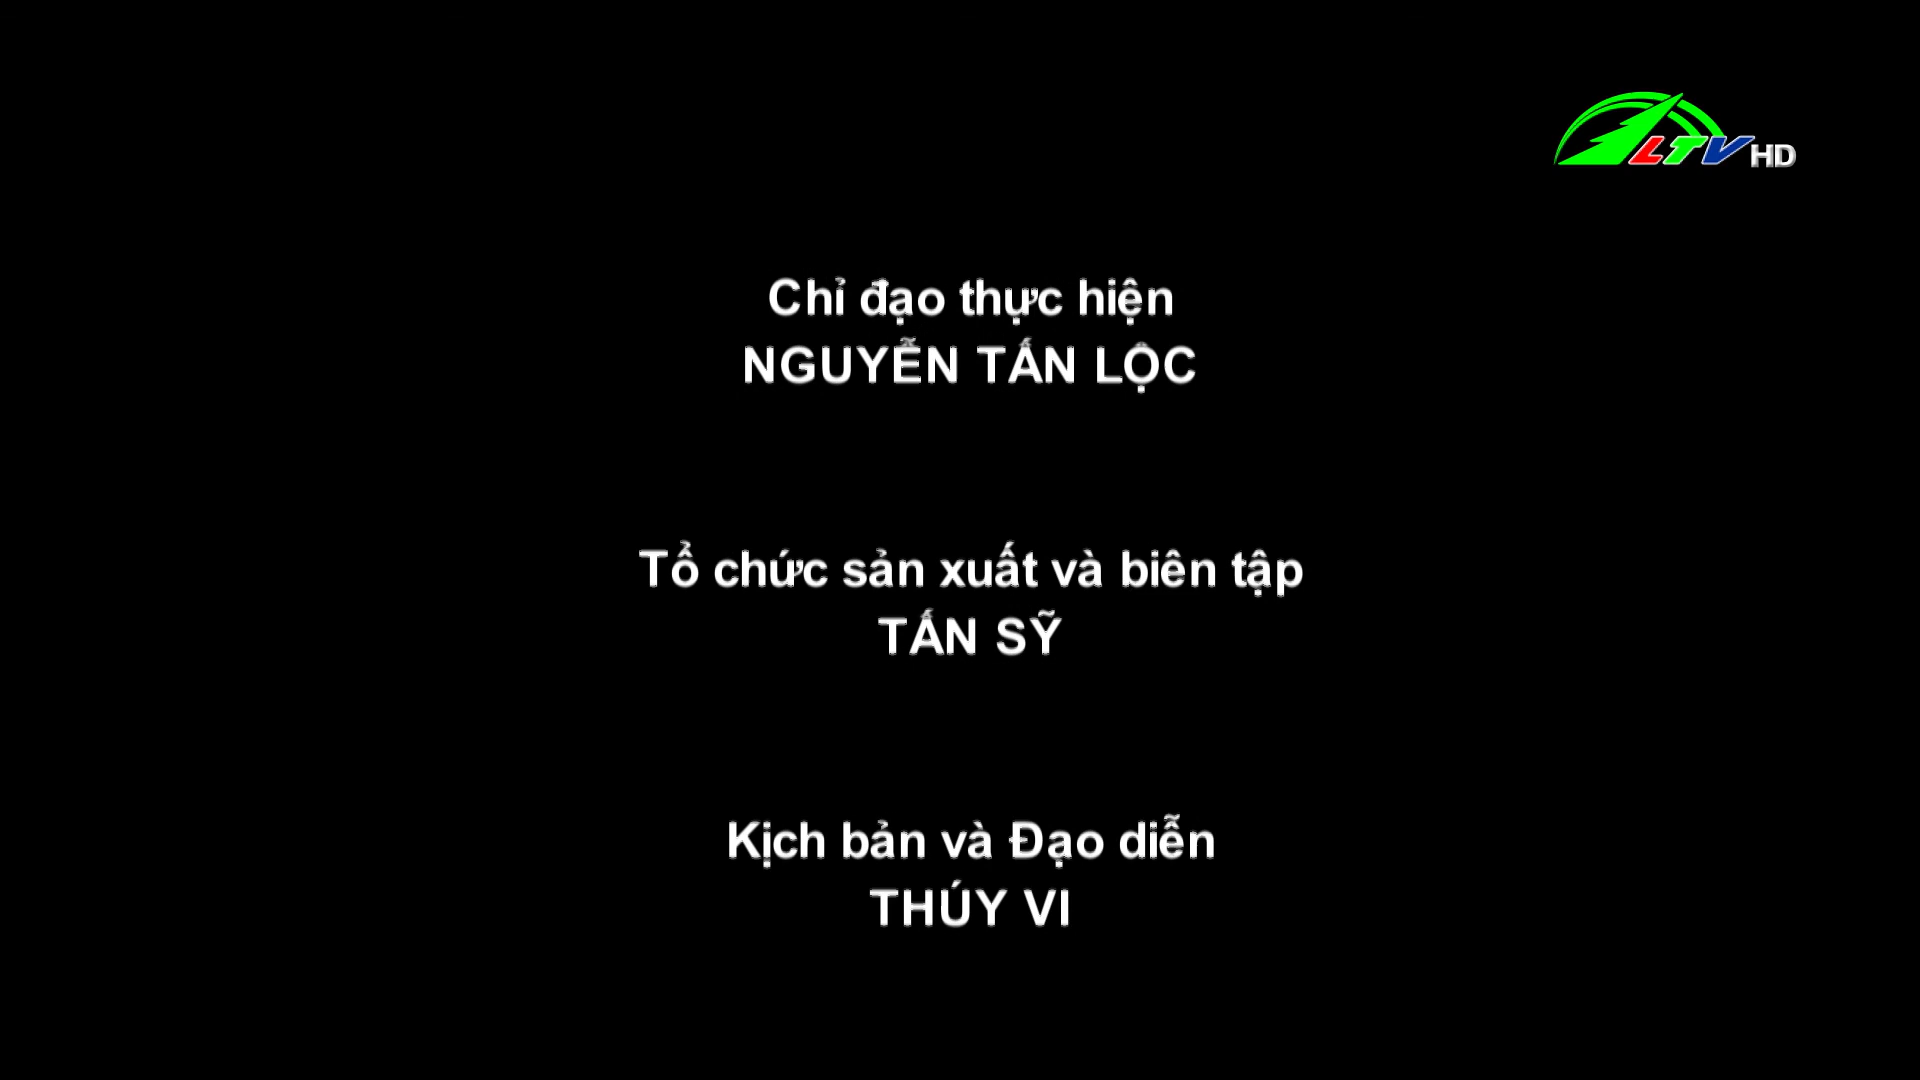 LTV HD
Chỉ đạo thực hiện
NGUYỄN TẤN LỘC
Tổ chức sản xuất và biên tập
TẤN SỸ
Kịch bản và Đạo diễn
THÚY VI